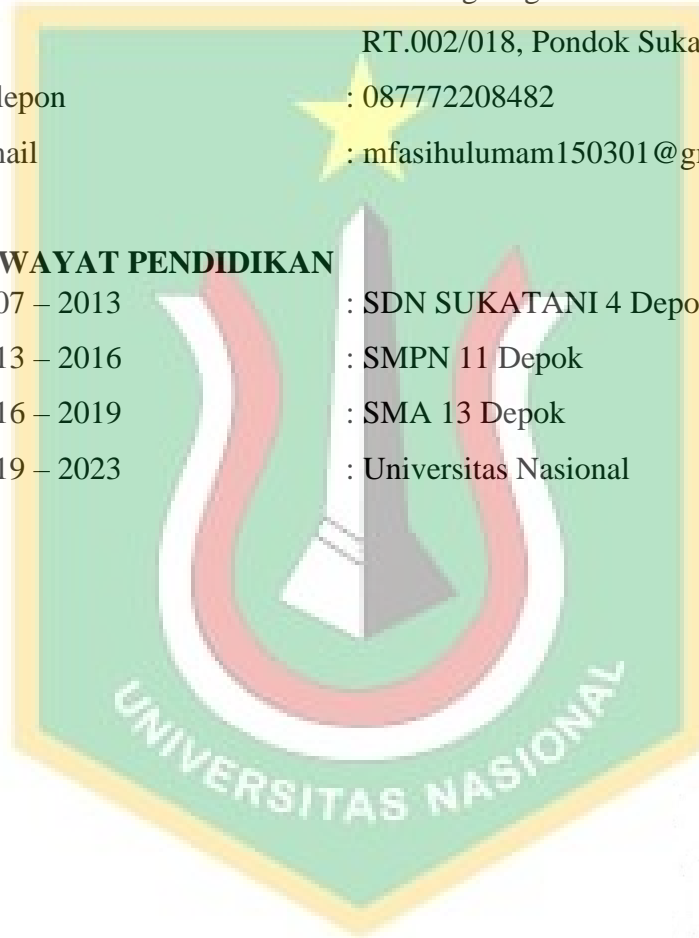 RT.002/018, Pondok Suka
lepon : 087772208482
ail : mfasihulumam150301@g
WAYAT PENDIDIKAN
07 – 2013 : SDN SUKATANI 4 Depo
13 – 2016 : SMPN 11 Depok
16 – 2019 : SMA 13 Depok
19 – 2023 : Universitas Nasional
UNIVERSITAS NASIONAL